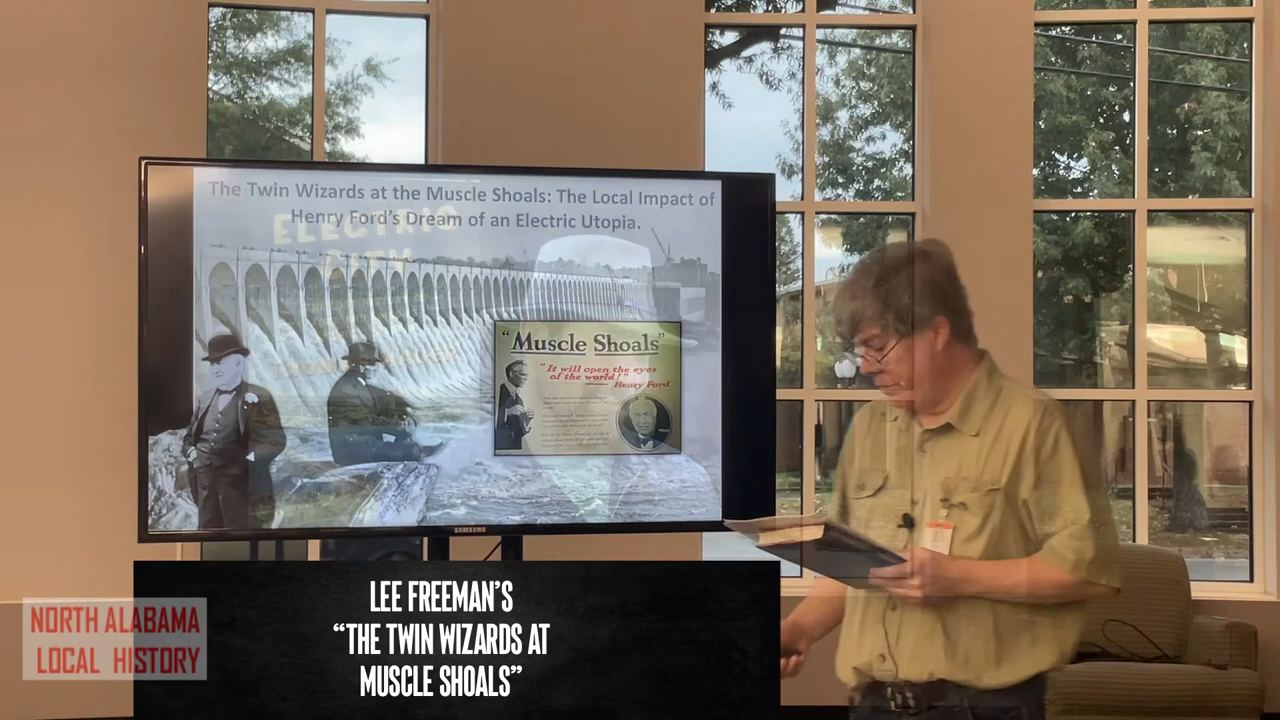 The Twin Wizards at the Muscle Shoals: The Local Impact of
Henry Ford's Dream of an Electric Utopia.
ELECTRIC
CITY
"Muscle Shoals"
"It will open the eyes
of the world!"
Henry Ford
SAMSUNG
LEE FREEMAN'S
"THE TWIN WIZARDS AT
MUSCLE SHOALS"
NORTH ALABAMA
LOCAL HISTORY